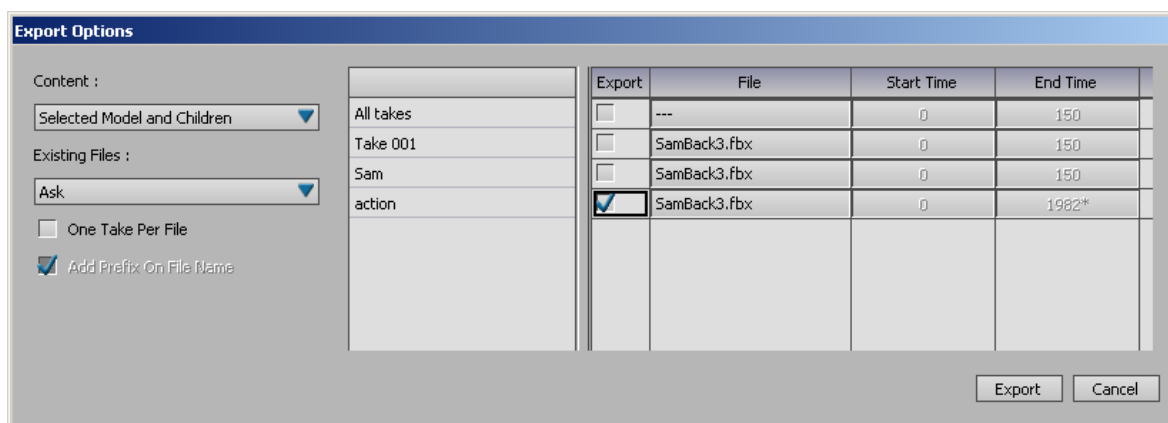 Export Options
Content :
Selected Model and Children
Existing Files :
Ask
One Take Per File
Add Prefix On File Name
Export File Start Time End Time
All takes --- 0 150
Take 001 SamBack3.fbx 0 150
Sam SamBack3.fbx 0 150
action SamBack3.fbx 0 1982*
Export Cancel